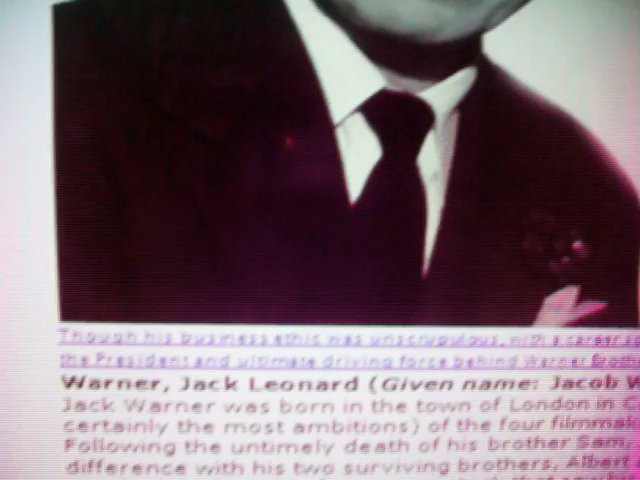 Though his business ethic was unscrupulous, with a career
the President and ultimate driving force behind Warner
Warner, Jack Leonard (Given name: Jacob
Jack Warner was born in the town of London in
certainly the most ambitions) of the four
Following the untimely death of his brother Sam,
difference with his two surviving brothers, Albert